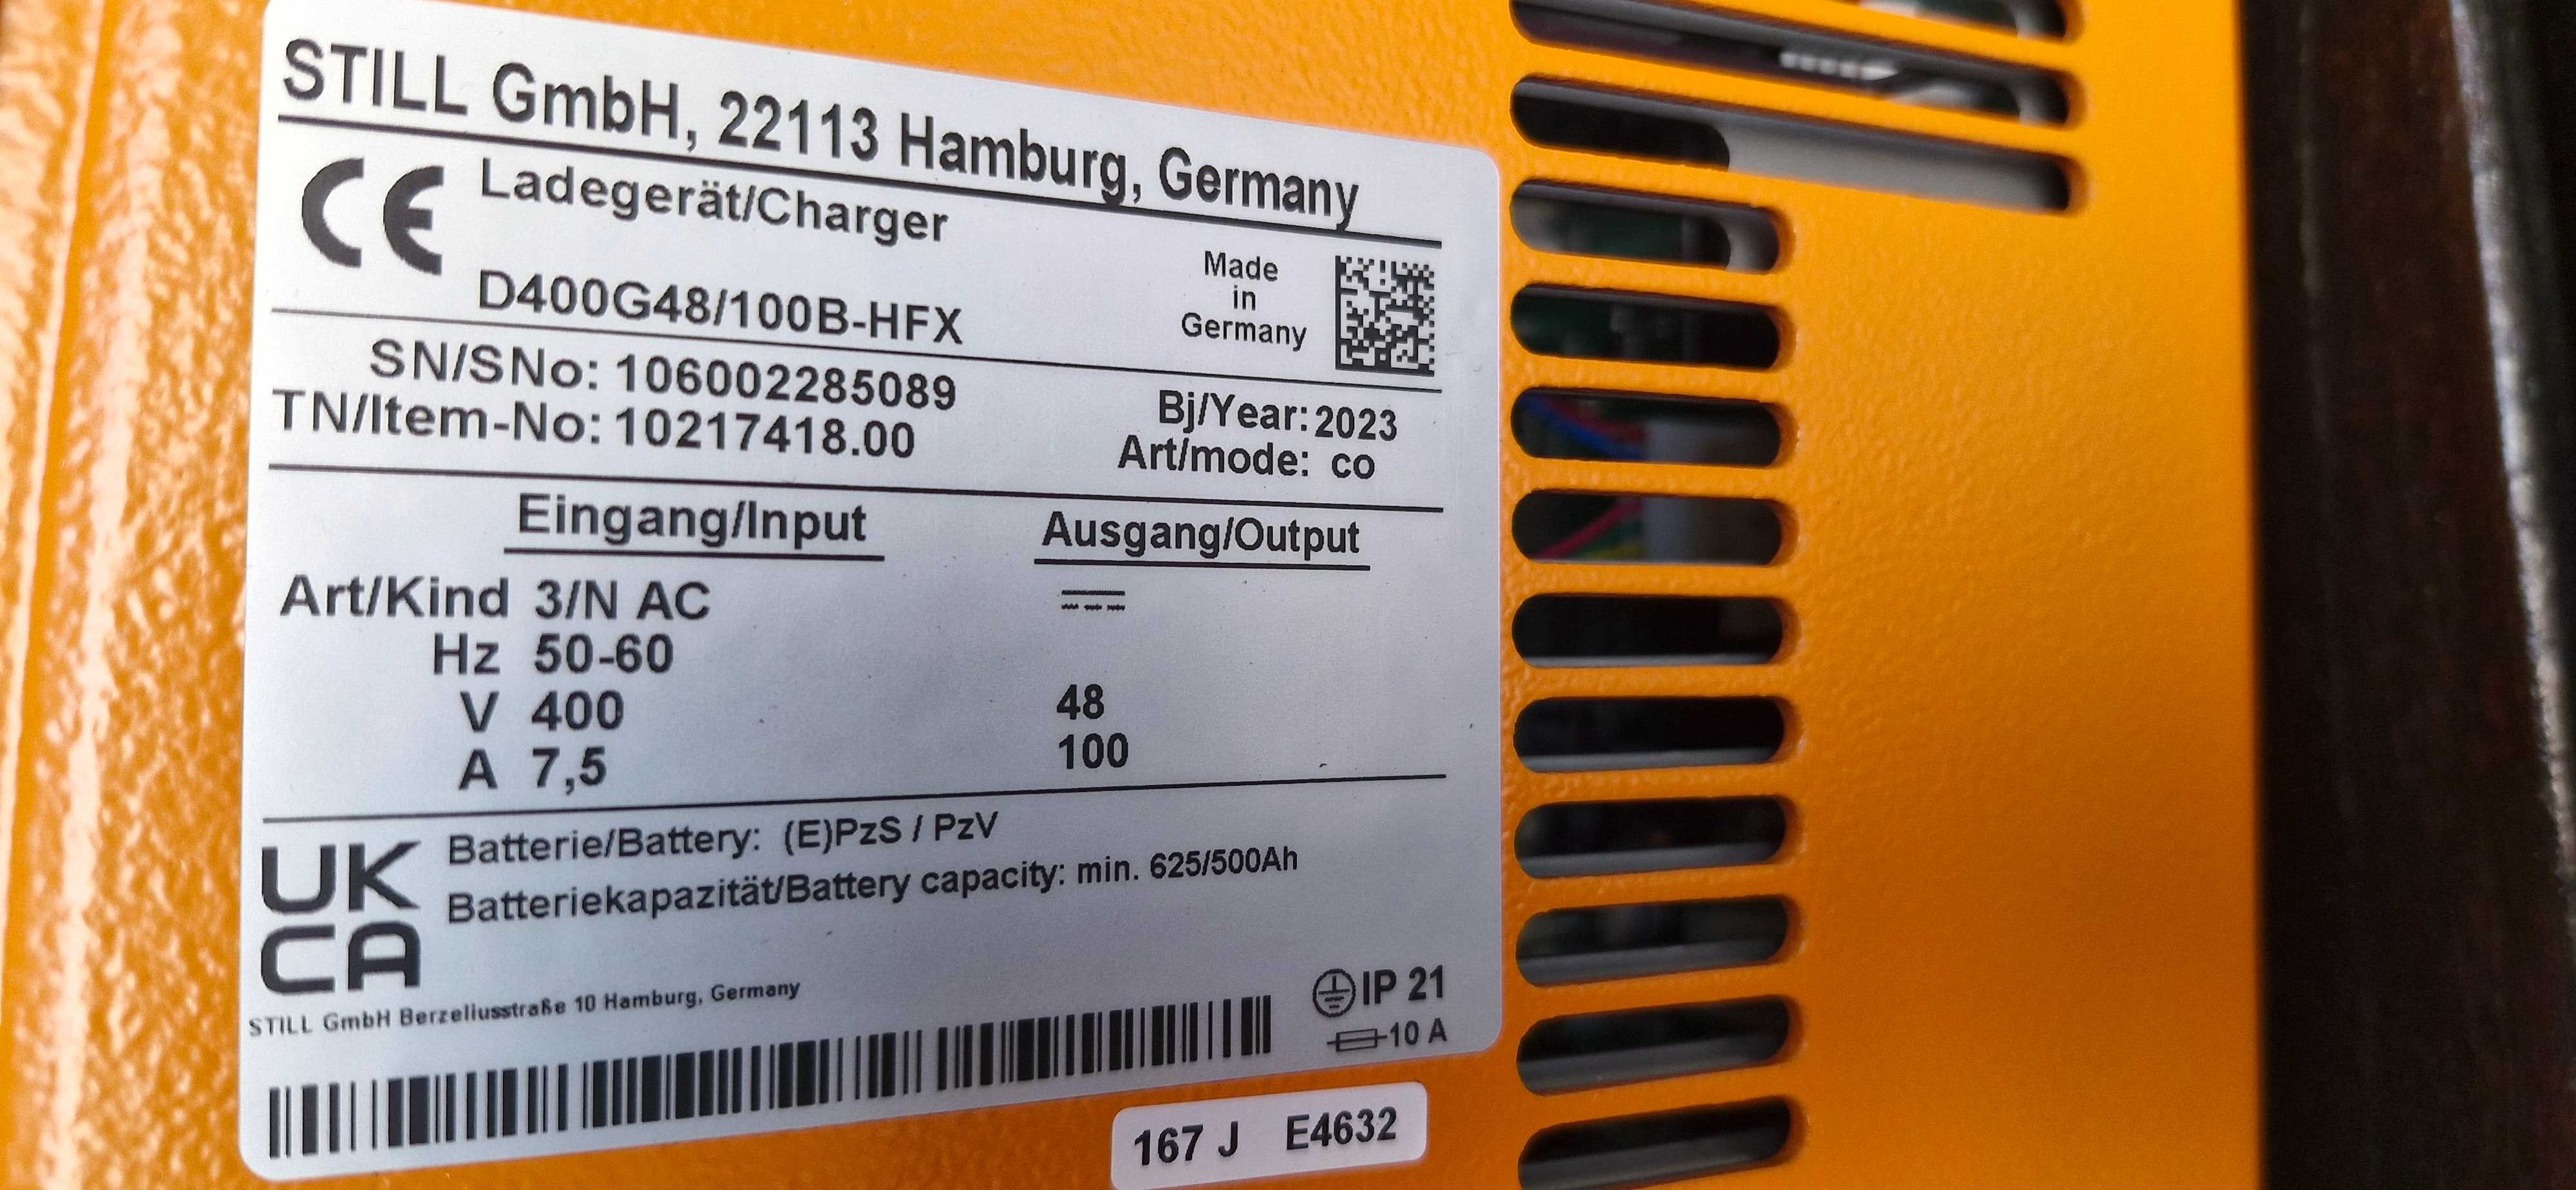 STILL GmbH, 22113 Hamburg, Germany
CE Ladegerät/Charger
D400G48/100B-HFX
Made
in
Germany
SN/SNo: 106002285089
TN/Item-No: 10217418.00
Bj/Year: 2023
Art/mode: co
Eingang/Input Ausgang/Output
Art/Kind 3/N AC
Hz 50-60
V 400 48
A 7,5 100
UK
CA
Batterie/Battery: (E)PzS / PzV
Batteriekapazität/Battery capacity: min. 625/500Ah
STILL GmbH Berzeliusstraße 10 Hamburg, Germany
IP 21
10 A
167 J E4632